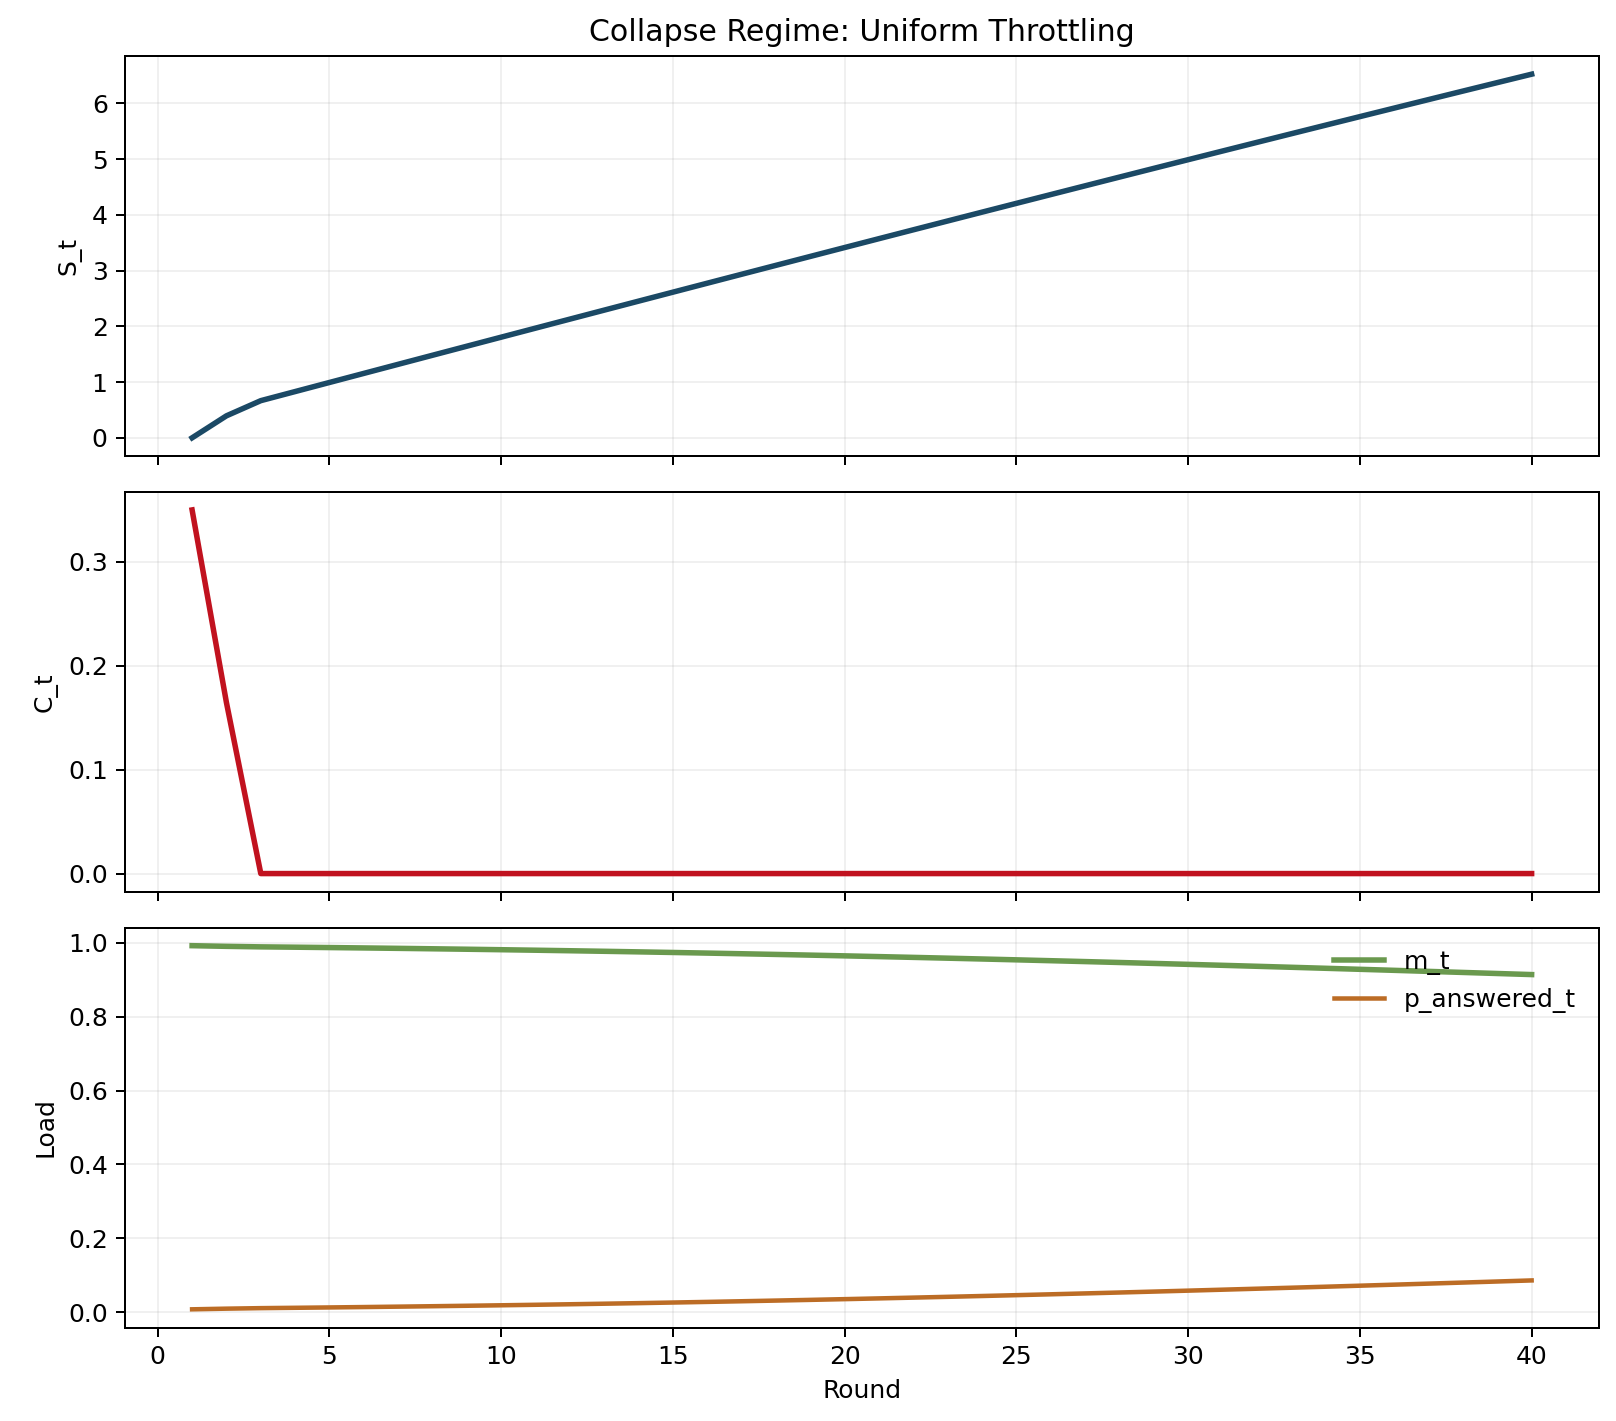 Collapse Regime: Uniform Throttling
6
5
4
3
2
1
0
S_t
0.3
0.2
0.1
0.0
C_t
1.0
0.8
0.6
0.4
0.2
0.0
Load
m_t
p_answered_t
0 5 10 15 20 25 30 35 40
Round